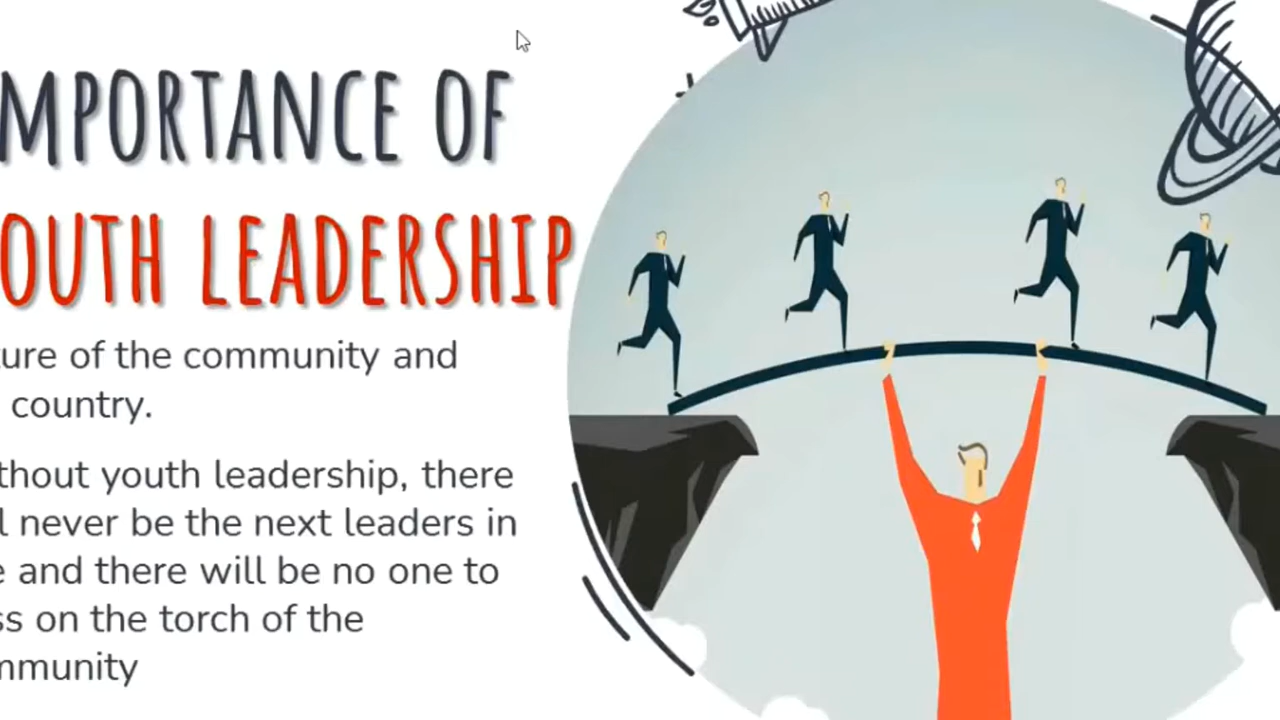 MPORTANCE OF
OUTH LEADERSHIP
ture of the community and
country.
thout youth leadership, there
l never be the next leaders in
e and there will be no one to
ss on the torch of the
mmunity